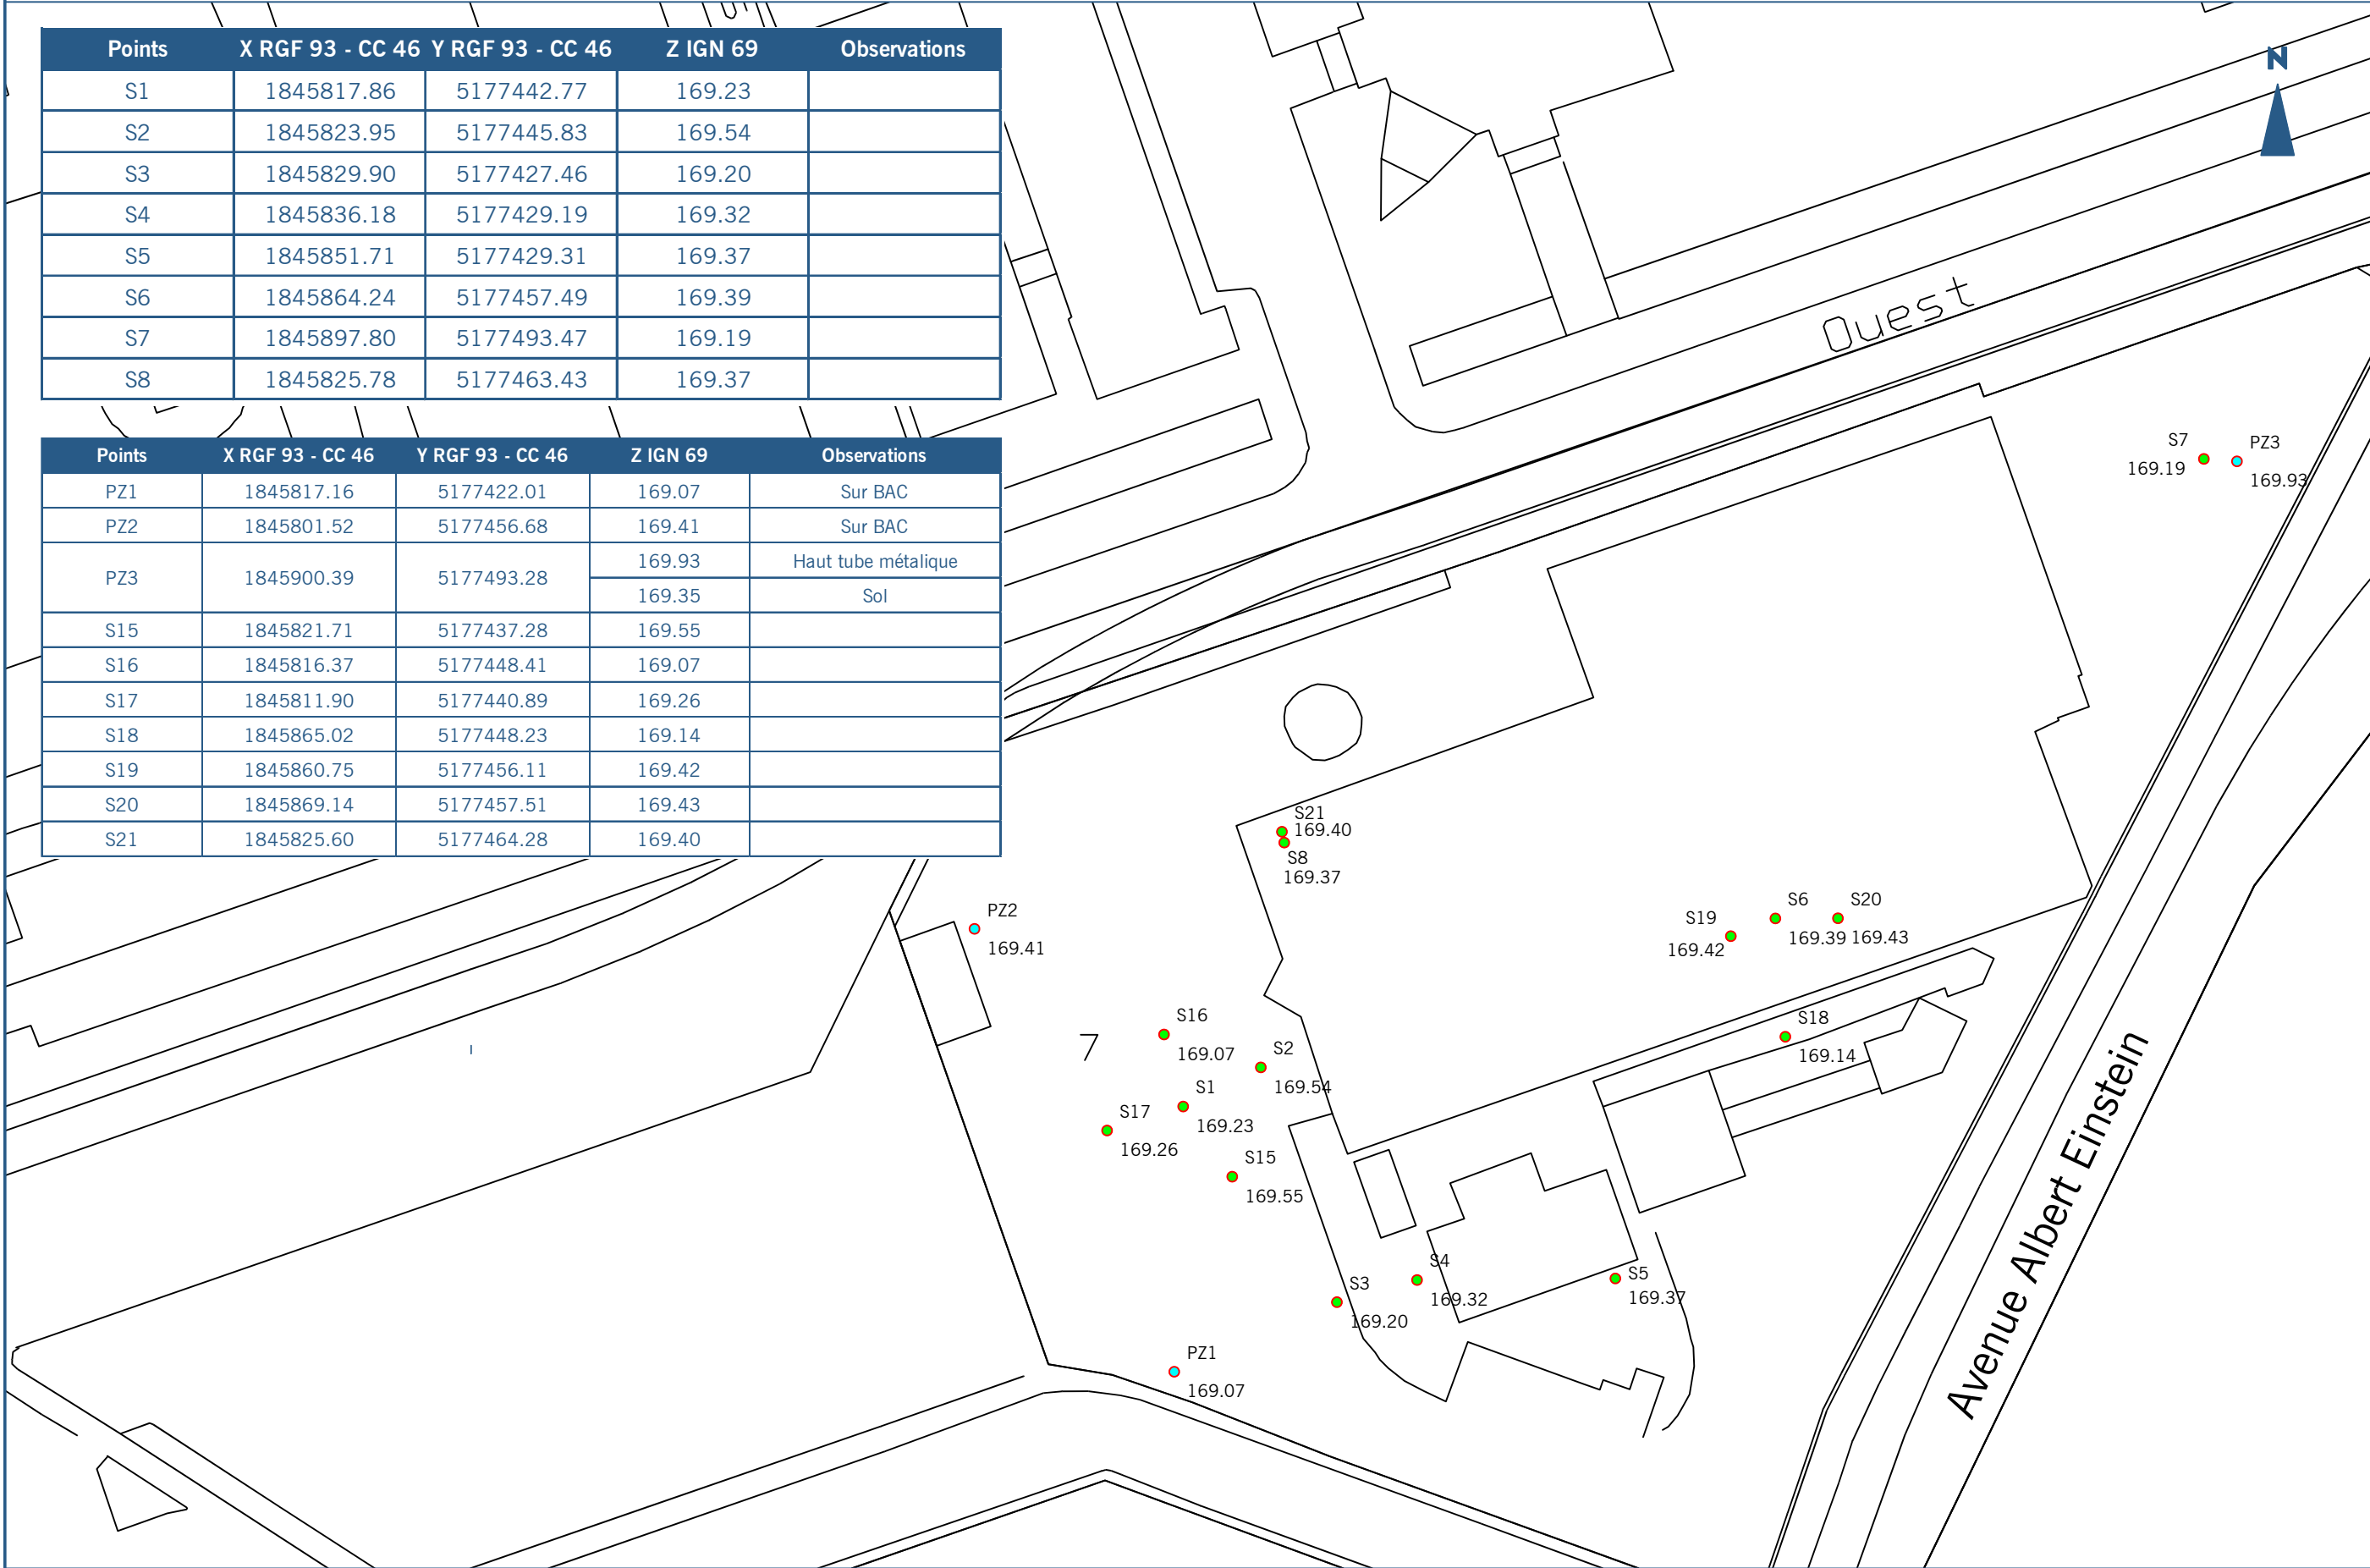 Points X RGF 93 - CC 46 Y RGF 93 - CC 46 Z IGN 69 Observations
S1 1845817.86 5177442.77 169.23
S2 1845823.95 5177445.83 169.54
S3 1845829.90 5177427.46 169.20
S4 1845836.18 5177429.19 169.32
S5 1845851.71 5177429.31 169.37
S6 1845864.24 5177457.49 169.39
S7 1845897.80 5177493.47 169.19
S8 1845825.78 5177463.43 169.37
Points X RGF 93 - CC 46 Y RGF 93 - CC 46 Z IGN 69 Observations
PZ1 1845817.16 5177422.01 169.07 Sur BAC
PZ2 1845801.52 5177456.68 169.41 Sur BAC
PZ3 1845900.39 5177493.28 169.93 Haut tube métalique
169.35 Sol
S15 1845821.71 5177437.28 169.55
S16 1845816.37 5177448.41 169.07
S17 1845811.90 5177440.89 169.26
S18 1845865.02 5177448.23 169.14
S19 1845860.75 5177456.11 169.42
S20 1845869.14 5177457.51 169.43
S21 1845825.60 5177464.28 169.40
N
Ouest
S7
169.19
PZ3
169.93
S21
169.40
S8
169.37
PZ2
169.41
S19
169.42
S6
169.39
S20
169.43
7
S16
169.07
S2
169.54
S18
169.14
S1
169.23
S17
169.26
S15
169.55
S4
169.32
S3
169.20
S5
169.37
PZ1
169.07
Avenue Albert Einstein